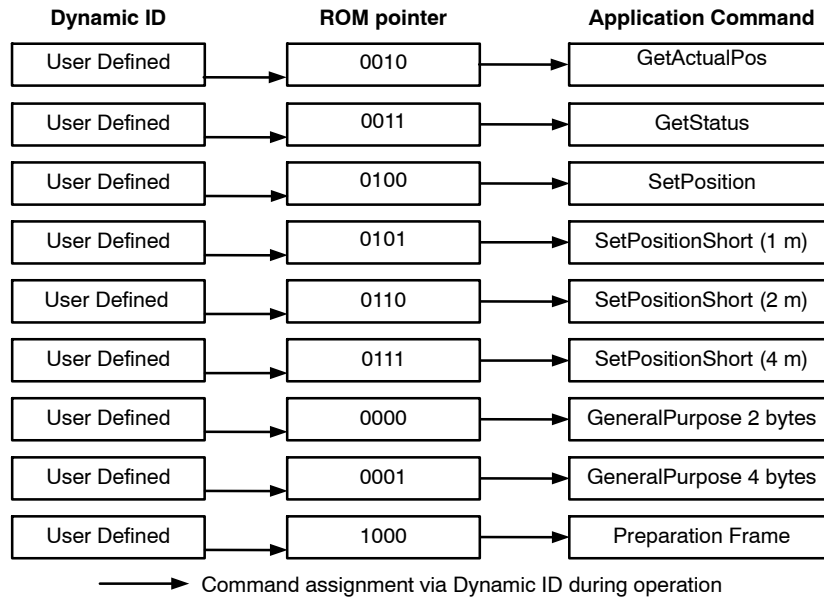 Dynamic ID ROM pointer Application Command
User Defined 0010 GetActualPos
User Defined 0011 GetStatus
User Defined 0100 SetPosition
User Defined 0101 SetPositionShort (1 m)
User Defined 0110 SetPositionShort (2 m)
User Defined 0111 SetPositionShort (4 m)
User Defined 0000 GeneralPurpose 2 bytes
User Defined 0001 GeneralPurpose 4 bytes
User Defined 1000 Preparation Frame
Command assignment via Dynamic ID during operation